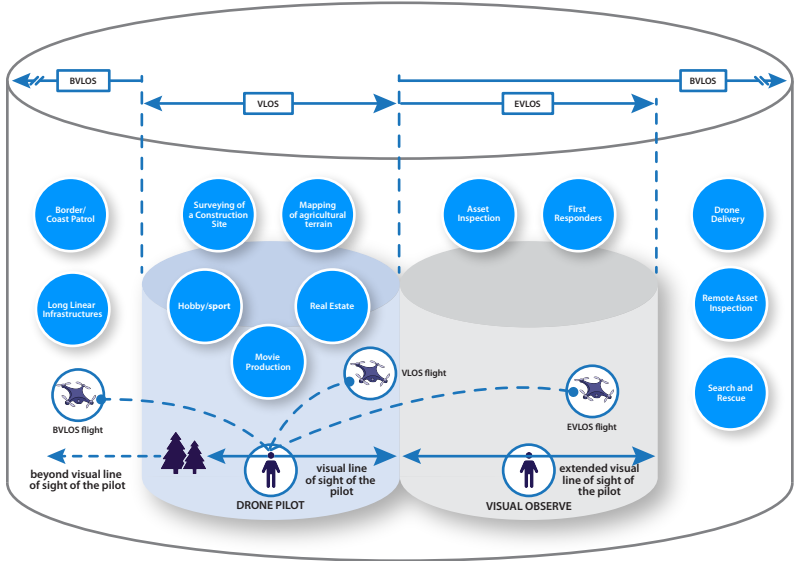 BVLOS
BVLOS
VLOS
EVLOS
Border/
Coast Patrol
Surveying of
a Construction
Site
Mapping
of agricultural
terrain
Asset
Inspection
First
Responders
Drone
Delivery
Long Linear
Infrastructures
Hobby/sport
Real Estate
Remote Asset
Inspection
Movie
Production
VLOS flight
Search and
Rescue
BVLOS flight
EVLOS flight
beyond visual line
of sight of the pilot
visual line
of sight of the
pilot
extended visual
line of sight of
the pilot
DRONE PILOT
VISUAL OBSERVE